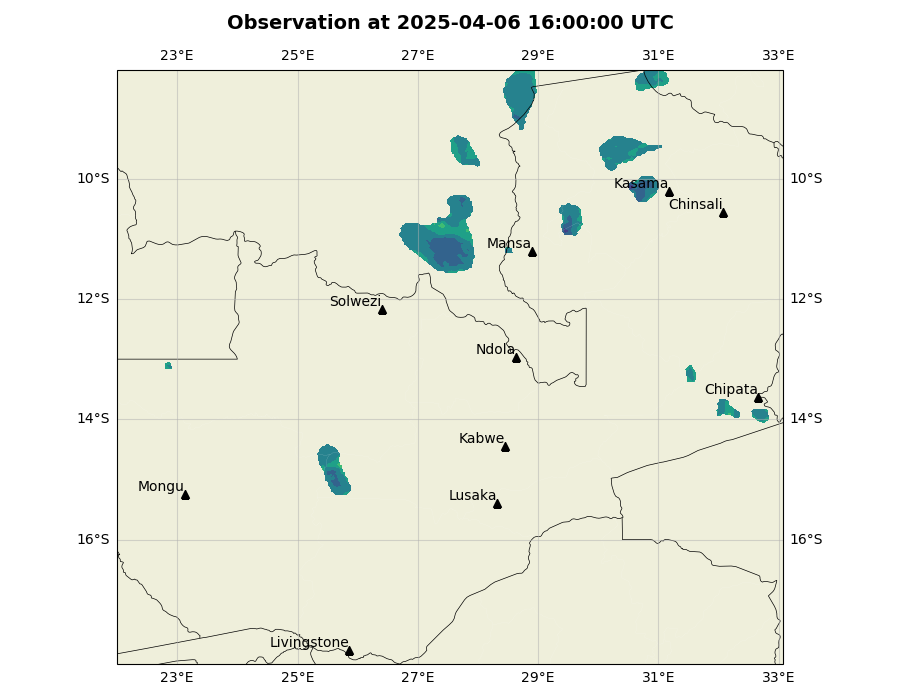 Observation at 2025-04-06 16:00:00 UTC
23°E 25°E 27°E 29°E 31°E 33°E
10°S 10°S
Kasama
Chinsali
Mansa
12°S 12°S
Solwezi
Ndola
Chipata
14°S 14°S
Kabwe
Mongu
Lusaka
16°S 16°S
Livingstone
23°E 25°E 27°E 29°E 31°E 33°E